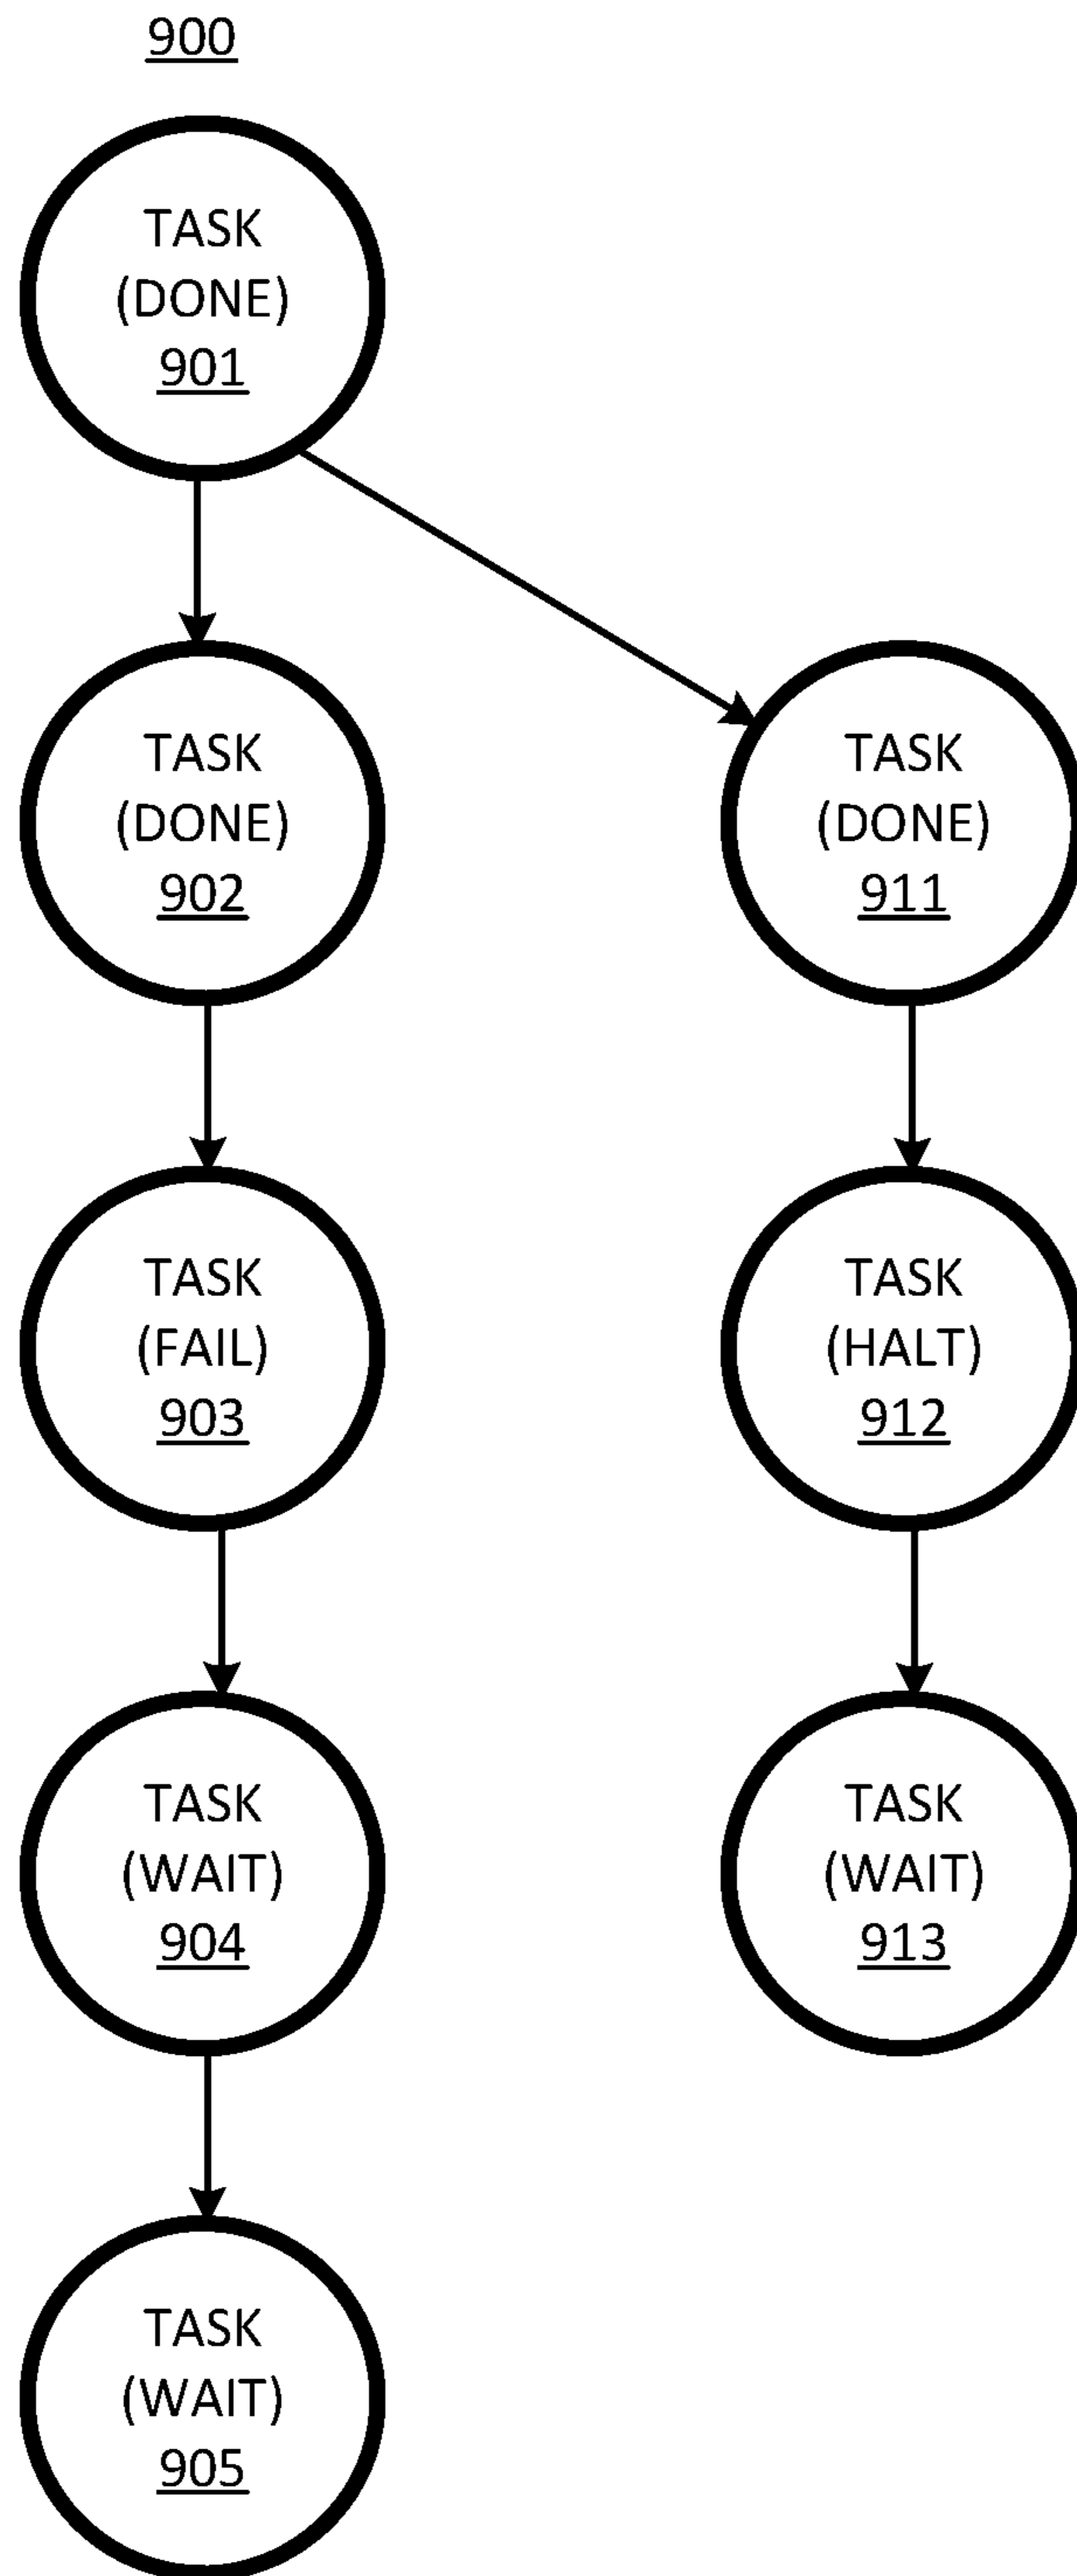 900
TASK
(DONE)
901
TASK
(DONE)
902
TASK
(DONE)
911
TASK
(FAIL)
903
TASK
(HALT)
912
TASK
(WAIT)
904
TASK
(WAIT)
913
TASK
(WAIT)
905